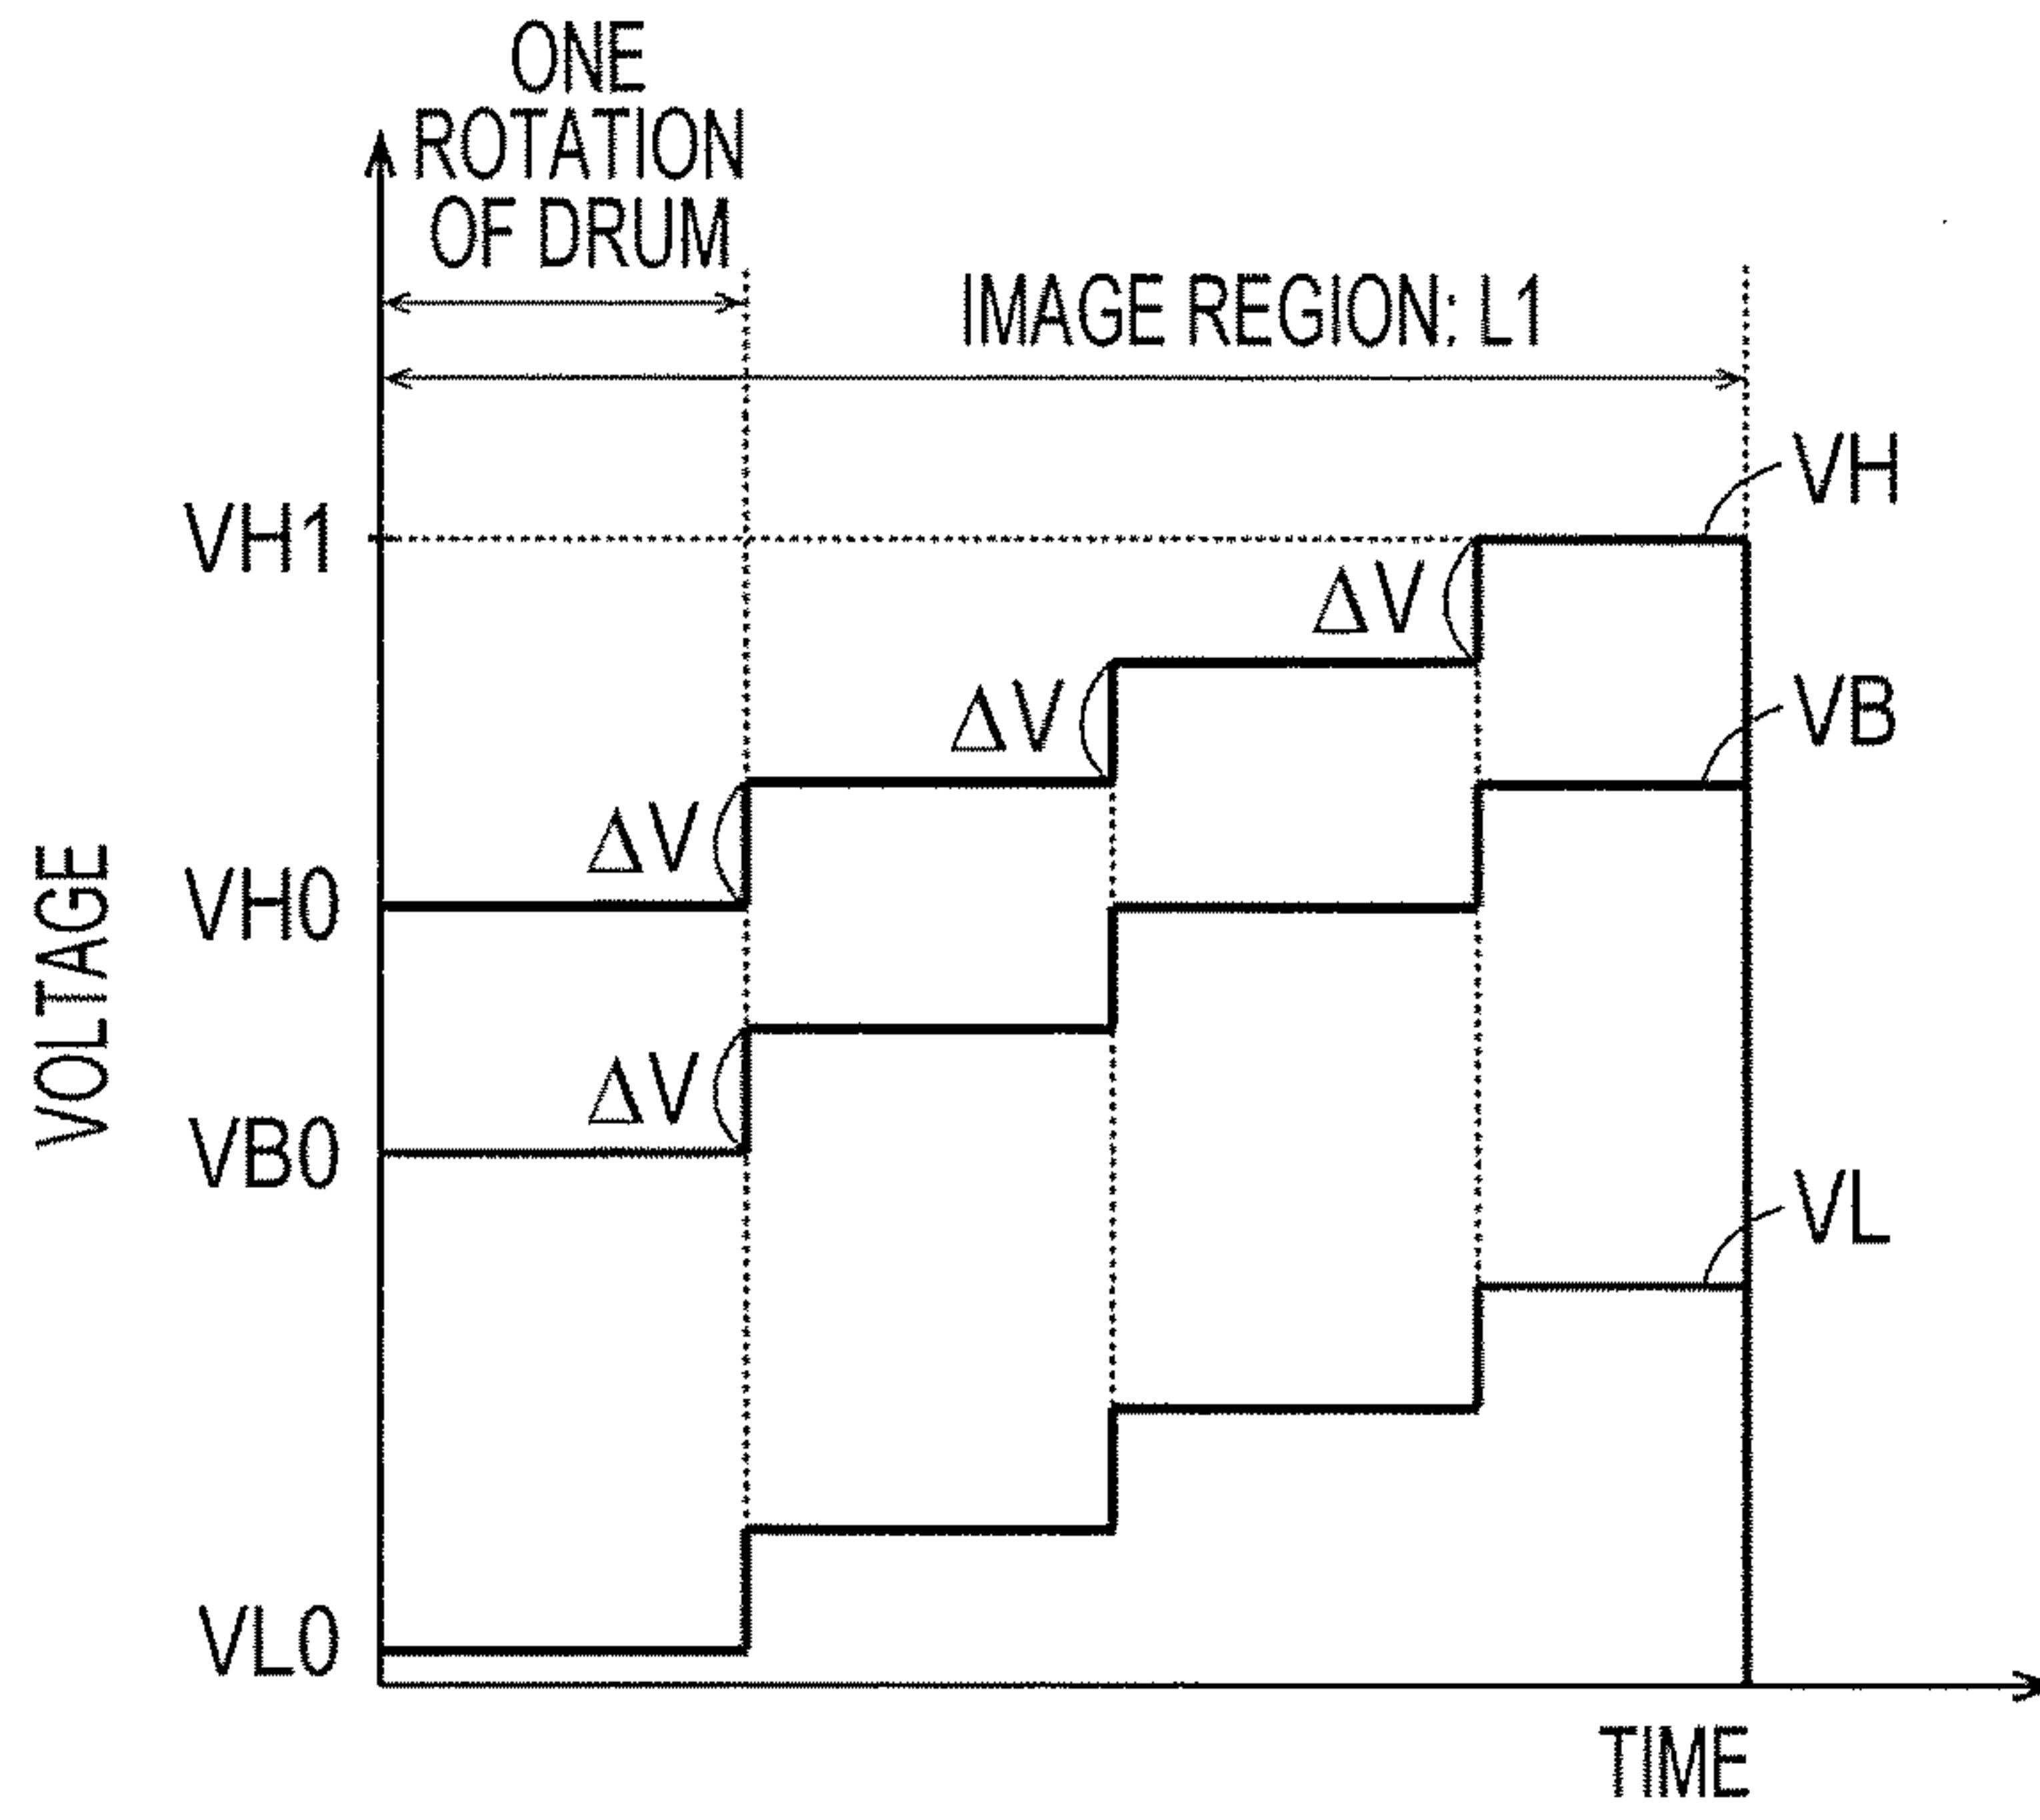 ONE
ROTATION
OF DRUM
IMAGE REGION: L1
VH
VH1
ΔV
VB
ΔV
ΔV
VH0
VOLTAGE
ΔV
VB0
VL
VL0
TIME